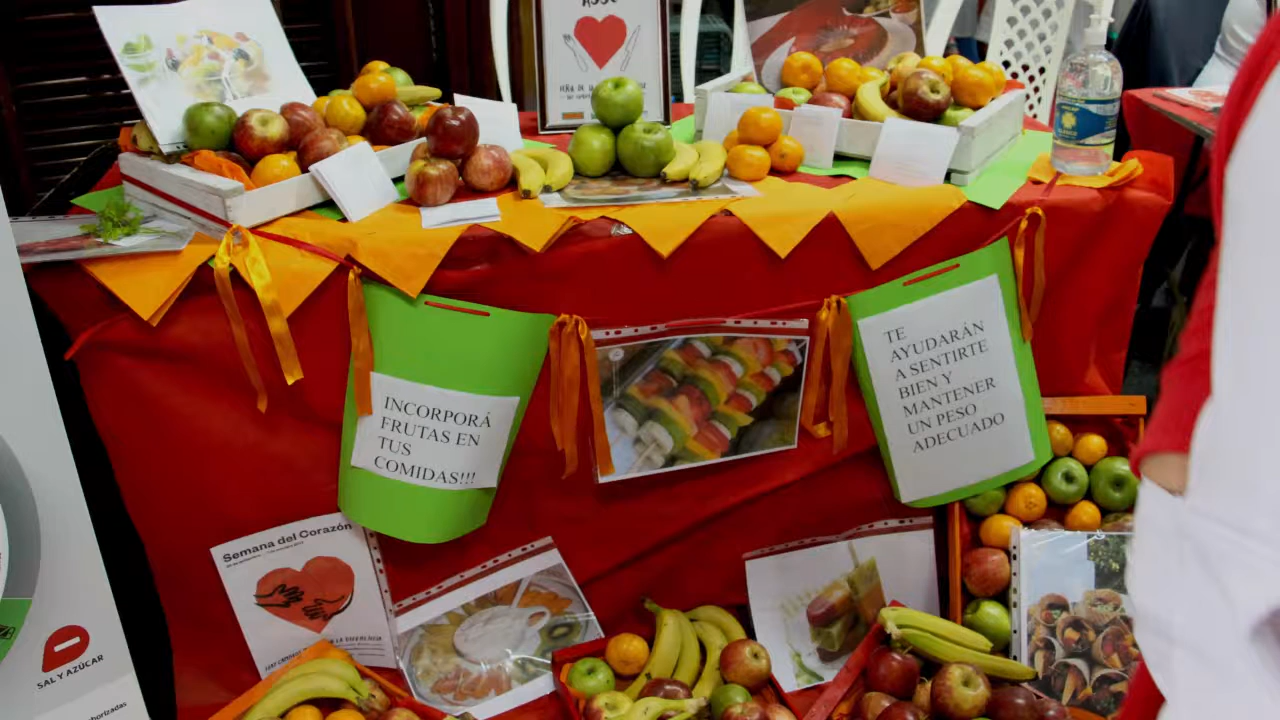 INCORPORÁ
FRUTAS EN
TUS
COMIDAS!!!
TE
AYUDARÁN
A SENTIRTE
BIEN Y
MANTENER
UN PESO
ADECUADO
Semana del Corazón
SAL Y AZÚCAR